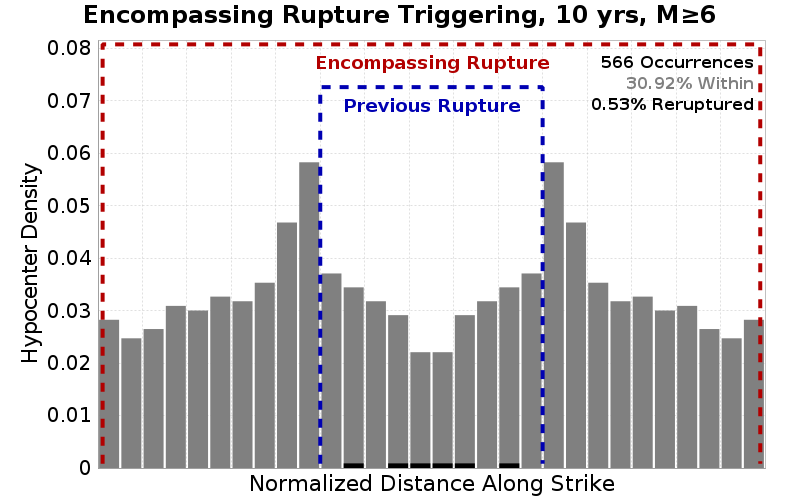 Encompassing Rupture Triggering, 10 yrs, M≥6
0.08
0.07
0.06
0.05
0.04
0.03
0.02
0.01
0
Hypocenter Density
Encompassing Rupture
Previous Rupture
566 Occurrences
30.92% Within
0.53% Reruptured
Normalized Distance Along Strike